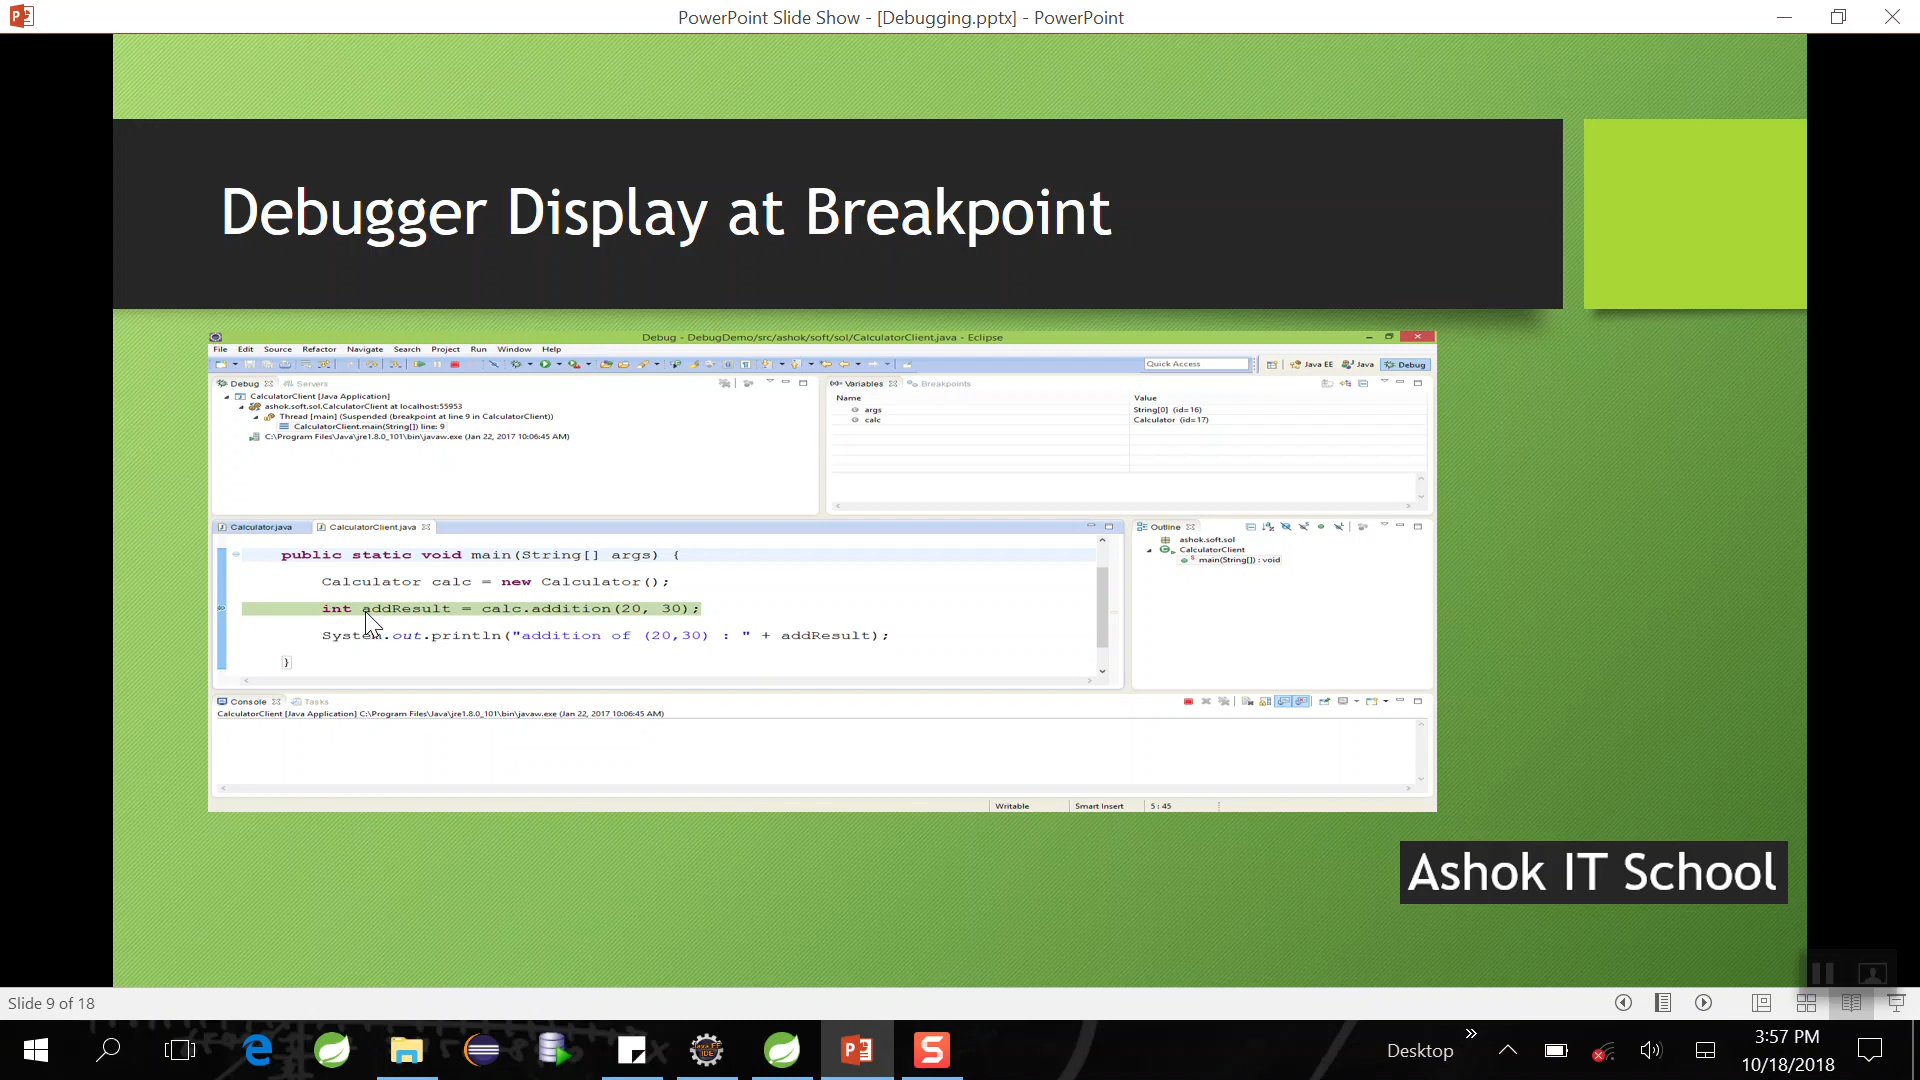 PowerPoint Slide Show - [Debugging.pptx] - PowerPoint
Debugger Display at Breakpoint
Debug - DebugDemo/src/ashok/soft/sol/CalculatorClient.java - Eclipse
File Edit Source Refactor Navigate Search Project Run Window Help
Quick Access Java EE Java Debug
Debug Servers
CalculatorClient [Java Application]
ashok.soft.sol.CalculatorClient at localhost:55953
Thread [main] (Suspended (breakpoint at line 9 in CalculatorClient))
CalculatorClient.main(String[]) line: 9
C:\Program Files\Java\jre1.8.0_101\bin\javaw.exe (Jan 22, 2017 10:06:45 AM)
Variables Breakpoints
Name Value
args String[0] (id=16)
calc Calculator (id=17)
Calculator.java CalculatorClient.java
public static void main(String[] args) {
Calculator calc = new Calculator();
int addResult = calc.addition(20, 30);
System.out.println("addition of (20,30) : " + addResult);
}
Outline
ashok.soft.sol
CalculatorClient
main(String[]) : void
Console Tasks
CalculatorClient [Java Application] C:\Program Files\Java\jre1.8.0_101\bin\javaw.exe (Jan 22, 2017 10:06:45 AM)
Writable Smart Insert 5 : 45
Ashok IT School
Slide 9 of 18
Desktop
3:57 PM
10/18/2018